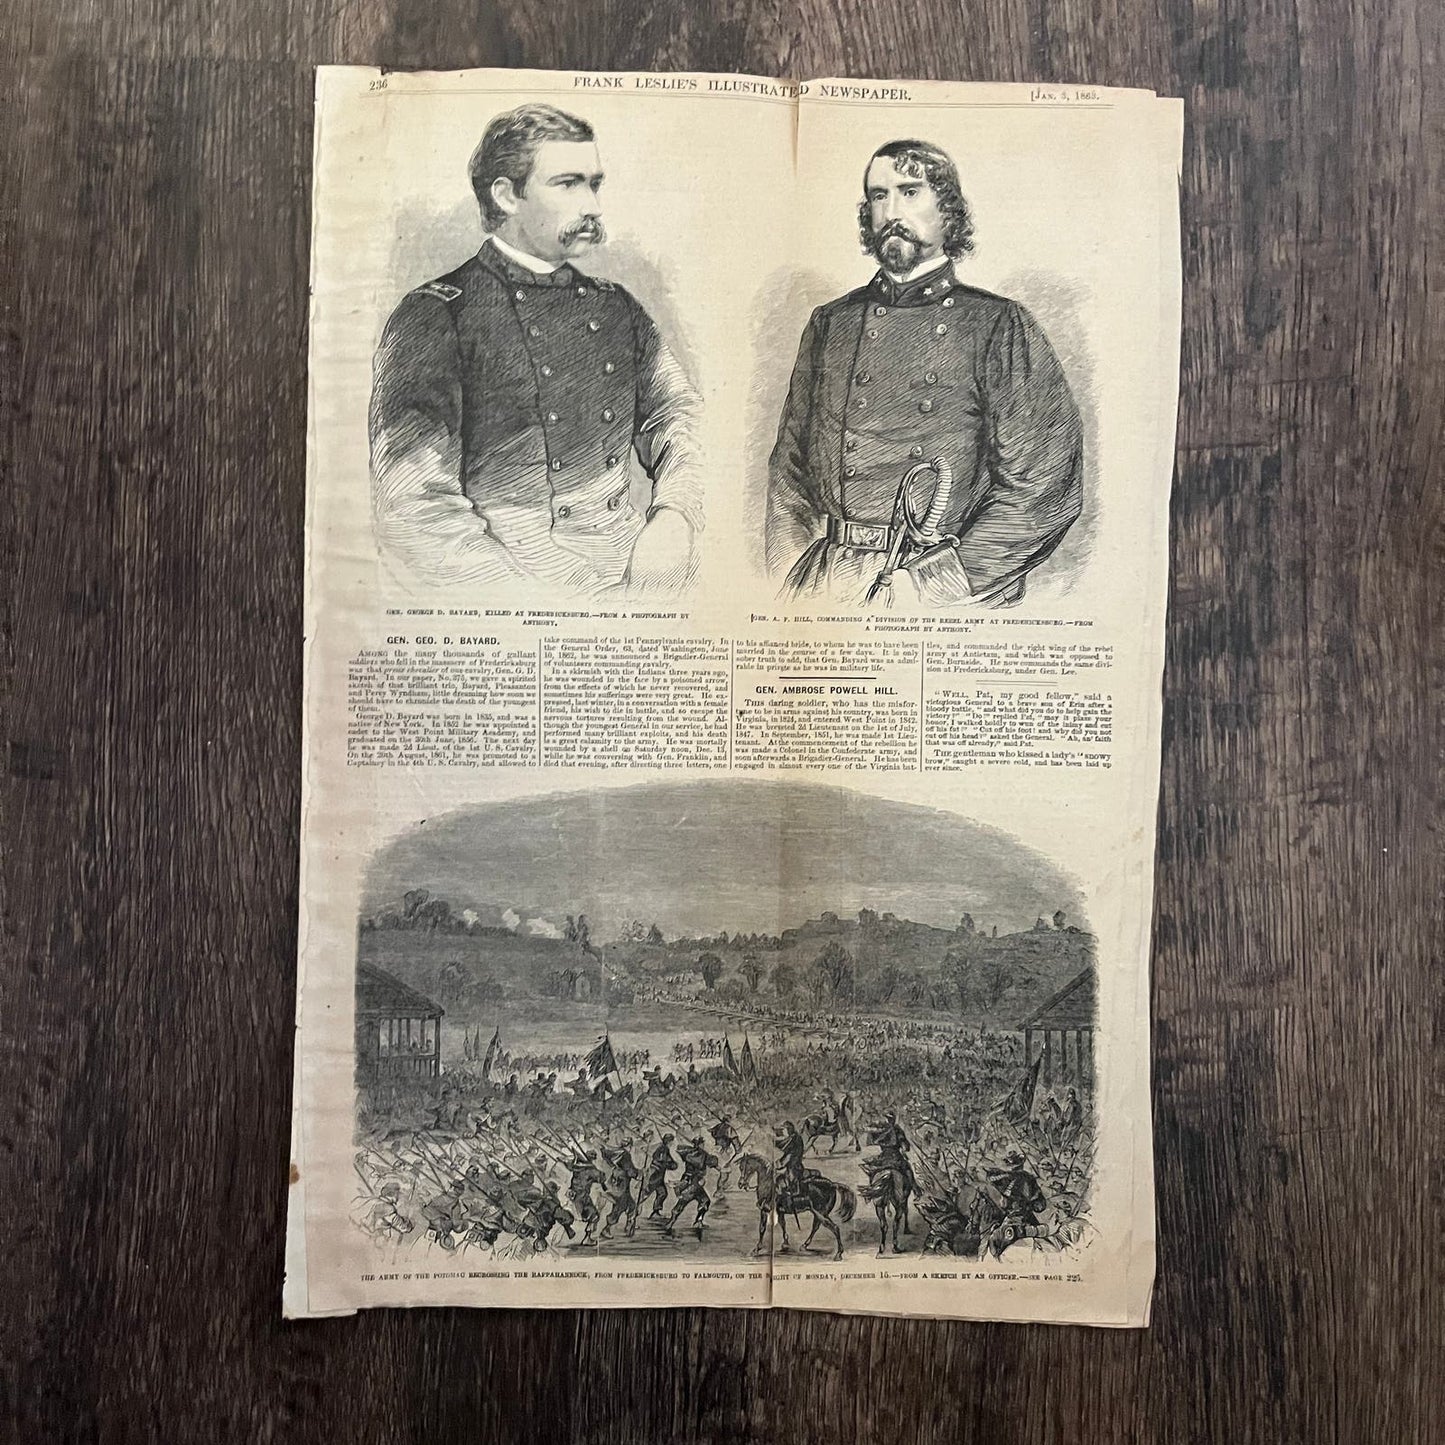 236
FRANK LESLIE'S ILLUSTRATED NEWSPAPER.
[JAN. 3, 1863.
GEN. GEORGE D. BAYARD, KILLED AT FREDERICKSBURG.—FROM A PHOTOGRAPH BY
ANTHONY.
GEN. A. P. HILL, COMMANDING A DIVISION OF THE REBEL ARMY AT FREDERICKSBURG.—FROM
A PHOTOGRAPH BY ANTHONY.
GEN. GEO. D. BAYARD.
AMONG the many thousands of gallant
soldiers who fell in the massacre of Fredericksburg
was that preux chevalier of our cavalry, Gen. G. D.
Bayard. In our paper, No. 375, we gave a spirited
sketch of that brilliant trio, Bayard, Pleasanton
and Percy Wyndham, little dreaming how soon we
should have to chronicle the death of the youngest
of them.
George D. Bayard was born in 1835, and was a
native of New York. In 1852 he was appointed a
cadet to the West Point Military Academy, and
graduated on the 30th June, 1856. The next day
he was made 2d Lieut. of the 1st U. S. Cavalry.
On the 20th August, 1861, he was promoted to a
Captaincy in the 4th U. S. Cavalry, and allowed to
take command of the 1st Pennsylvania cavalry. In
the General Order, 63, dated Washington, June
10, 1862, he was announced a Brigadier-General
of volunteers commanding cavalry.
In a skirmish with the Indians three years ago,
he was wounded in the face by a poisoned arrow,
from the effects of which he never recovered, and
sometimes his sufferings were very great. He ex-
pressed, last winter, in a conversation with a female
friend, his wish to die in battle, and so escape the
nervous tortures resulting from the wound. Al-
though the youngest General in our service, he had
performed many brilliant exploits, and his death
is a great calamity to the army. He was mortally
wounded by a shell on Saturday noon, Dec. 13,
while he was conversing with Gen. Franklin, and
died that evening, after directing three letters, one
to his affianced bride, to whom he was to have been
married in the course of a few days. It is only
sober truth to add, that Gen. Bayard was as admi-
rable in private as he was in military life.
GEN. AMBROSE POWELL HILL.
THIS daring soldier, who has the misfor-
tune to be in arms against his country, was born in
Virginia, in 1824, and entered West Point in 1842.
He was brevetted 2d Lieutenant on the 1st of July,
1847. In September, 1851, he was made 1st Lieu-
tenant. At the commencement of the rebellion he
was made a Colonel in the Confederate army, and
soon afterwards a Brigadier-General. He has been
engaged in almost every one of the Virginia bat-
tles, and commanded the right wing of the rebel
army at Antietam, and which was opposed to
Gen. Burnside. He now commands the same divi-
sion at Fredericksburg, under Gen. Lee.
"WELL, Pat, my good fellow," said a
victorious General to a brave son of Erin after a
bloody battle, "and what did you do to help gain the
victory?" "Do?" replied Pat, "may it plase your
honor, I walked boldly up to one of the inimy and cut
off his fut." "Cut off his foot! and why did you not
cut off his head?" asked the General. "Ah, an' faith
that was off already," said Pat.
THE gentleman who kissed a lady's "snowy
brow," caught a severe cold, and has been laid up
ever since.
THE ARMY OF THE POTOMAC RECROSSING THE RAPPAHANNOCK, FROM FREDERICKSBURG TO FALMOUTH, ON THE NIGHT OF MONDAY, DECEMBER 15.—FROM A SKETCH BY AN OFFICER.—SEE PAGE 225.